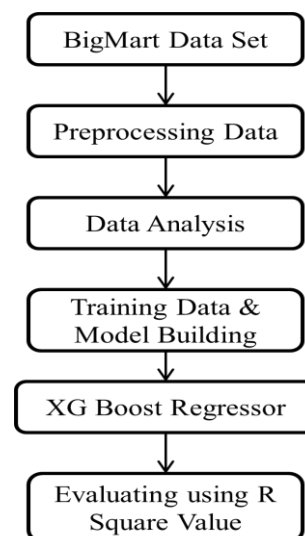 BigMart Data Set
Preprocessing Data
Data Analysis
Training Data &
Model Building
XG Boost Regressor
Evaluating using R
Square Value